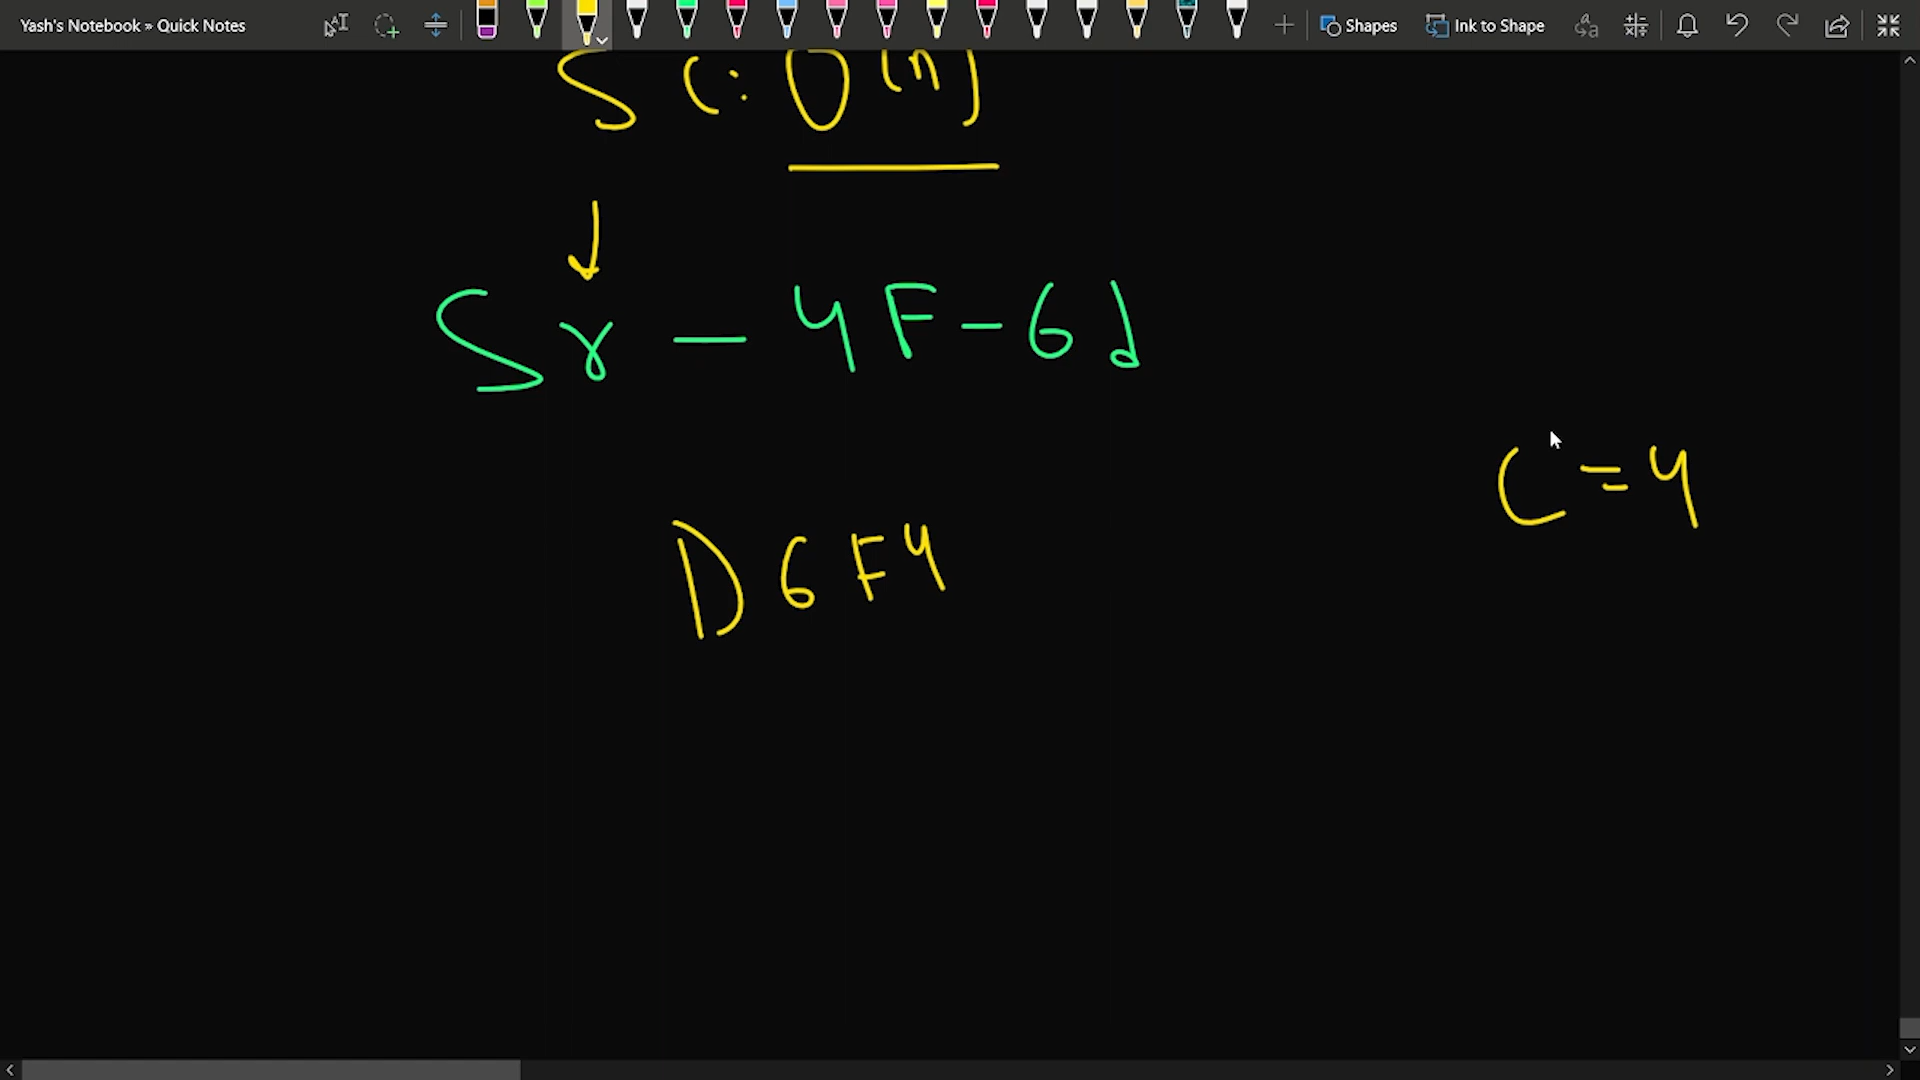 Yash's Notebook » Quick Notes
Shapes
Ink to Shape
SC: O(n)
Sr - 4F-6d
C=4
D6F4